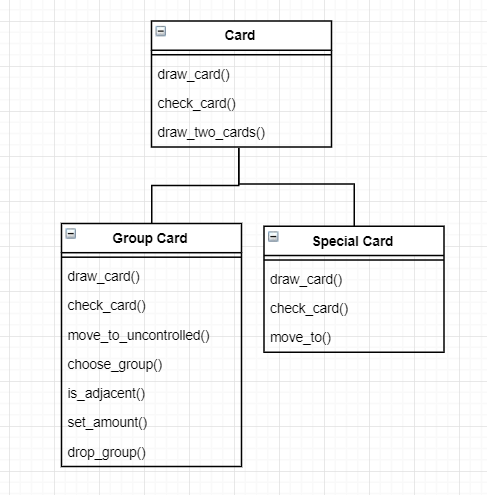 Card
draw_card()
check_card()
draw_two_cards()
Group Card
draw_card()
check_card()
move_to_uncontrolled()
choose_group()
is_adjacent()
set_amount()
drop_group()
Special Card
draw_card()
check_card()
move_to()